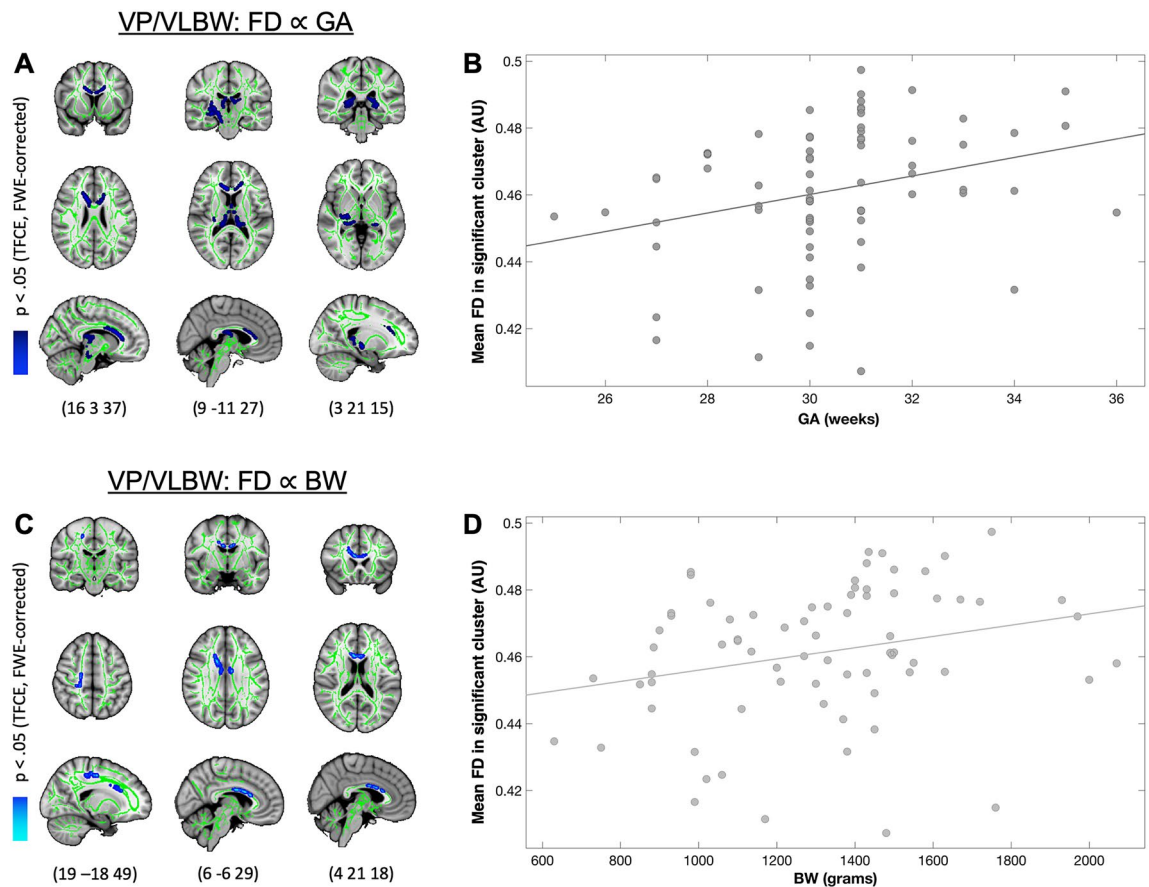 VP/VLBW: FD ∝ GA
A
p < .05 (TFCE, FWE-corrected)
(16 3 37)
(9 -11 27)
(3 21 15)
B
Mean FD in significant cluster (AU)
0.5
0.48
0.46
0.44
0.42
26 28 30 32 34 36
GA (weeks)
VP/VLBW: FD ∝ BW
C
p < .05 (TFCE, FWE-corrected)
(19 –18 49)
(6 -6 29)
(4 21 18)
D
Mean FD in significant cluster (AU)
0.5
0.48
0.46
0.44
0.42
600 800 1000 1200 1400 1600 1800 2000
BW (grams)